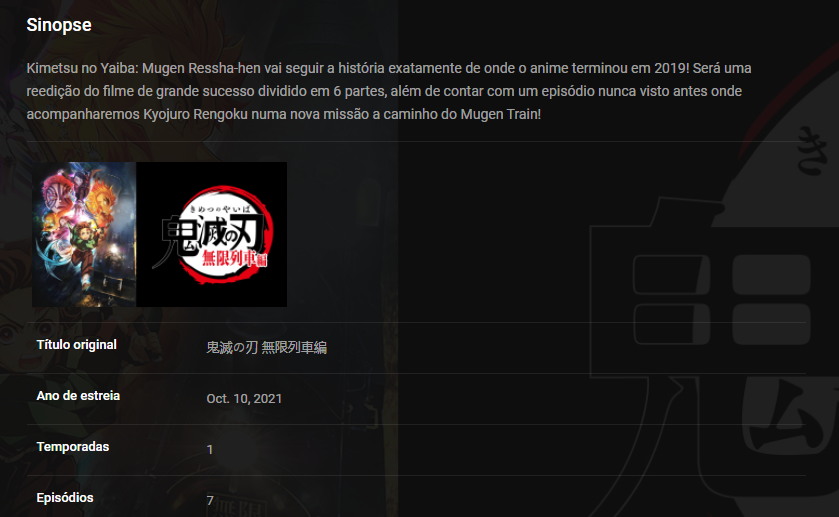 Sinopse
Kimetsu no Yaiba: Mugen Ressha-hen vai seguir a história exatamente de onde o anime terminou em 2019! Será uma
reedição do filme de grande sucesso dividido em 6 partes, além de contar com um episódio nunca visto antes onde
acompanharemos Kyojuro Rengoku numa nova missão a caminho do Mugen Train!
き
きめつのやいば
鬼滅の刃
無限列車編
鬼
Título original
鬼滅の刃 無限列車編
Ano de estreia
Oct. 10, 2021
Temporadas
1
Episódios
7